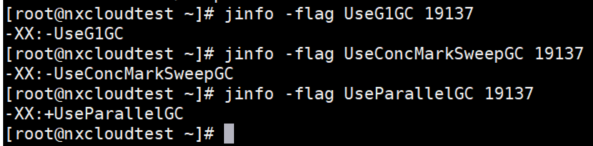 [root@nxcloudtest ~]# jinfo -flag UseG1GC 19137
-XX:-UseG1GC
[root@nxcloudtest ~]# jinfo -flag UseConcMarkSweepGC 19137
-XX:-UseConcMarkSweepGC
[root@nxcloudtest ~]# jinfo -flag UseParallelGC 19137
-XX:+UseParallelGC
[root@nxcloudtest ~]#